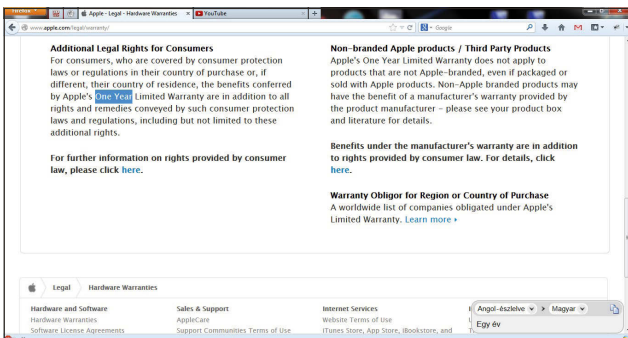 Apple - Legal - Hardware Warranties
YouTube
www.apple.com/legal/warranty/
Google
Additional Legal Rights for Consumers
For consumers, who are covered by consumer protection
laws or regulations in their country of purchase or, if
different, their country of residence, the benefits conferred
by Apple's One Year Limited Warranty are in addition to all
rights and remedies conveyed by such consumer protection
laws and regulations, including but not limited to these
additional rights.
For further information on rights provided by consumer
law, please click here.
Non-branded Apple products / Third Party Products
Apple's One Year Limited Warranty does not apply to
products that are not Apple-branded, even if packaged or
sold with Apple products. Non-Apple branded products may
have the benefit of a manufacturer's warranty provided by
the product manufacturer – please see your product box
and literature for details.
Benefits under the manufacturer's warranty are in addition
to rights provided by consumer law. For details, click
here.
Warranty Obligor for Region or Country of Purchase
A worldwide list of companies obligated under Apple's
Limited Warranty. Learn more
Legal Hardware Warranties
Hardware and Software
Hardware Warranties
Software License Agreements
Sales & Support
AppleCare
Support Communities Terms of Use
Internet Services
Website Terms of Use
iTunes Store, App Store, iBookstore, and
Angol–észlelve > Magyar
Egy év